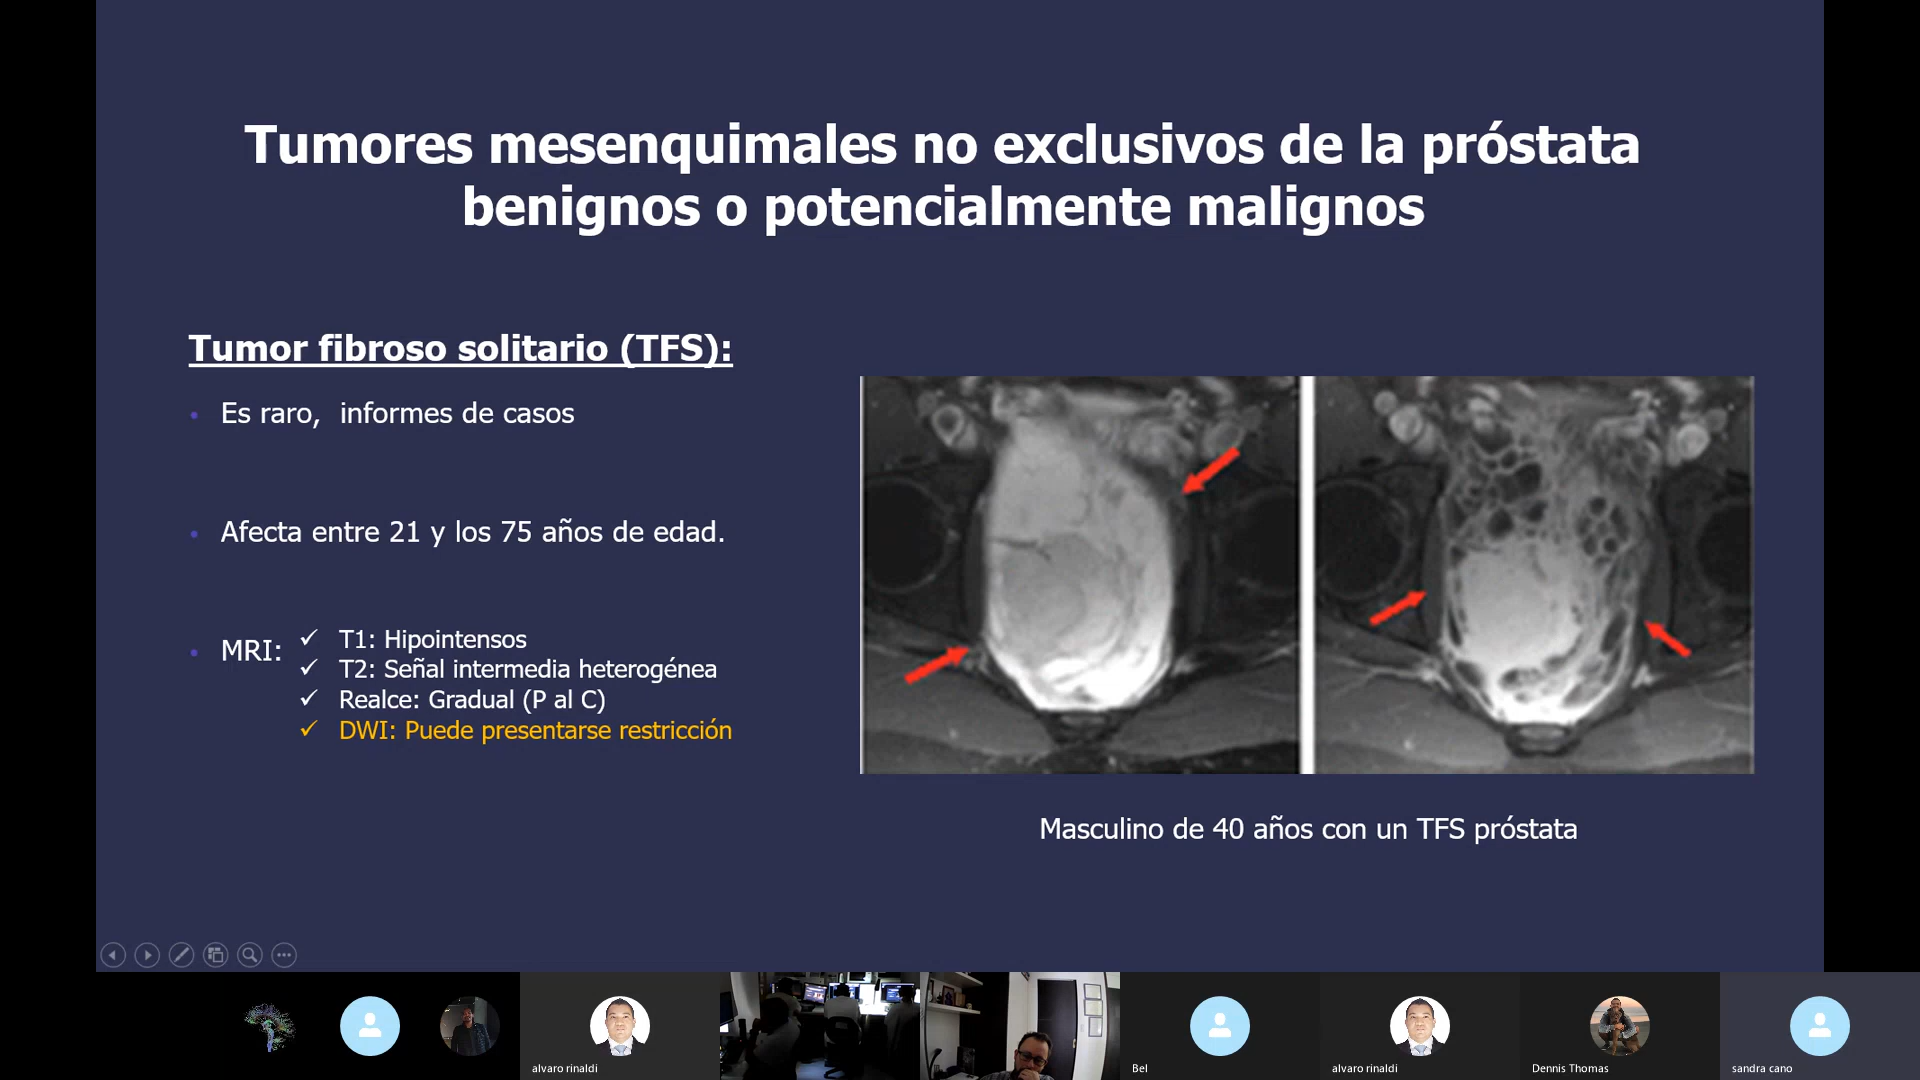 Tumores mesenquimales no exclusivos de la próstata
benignos o potencialmente malignos
Tumor fibroso solitario (TFS):
• Es raro, informes de casos
• Afecta entre 21 y los 75 años de edad.
• MRI:
✓ T1: Hipointensos
✓ T2: Señal intermedia heterogénea
✓ Realce: Gradual (P al C)
✓ DWI: Puede presentarse restricción
Masculino de 40 años con un TFS próstata
alvaro rinaldi
Bel
alvaro rinaldi
Dennis Thomas
sandra cano